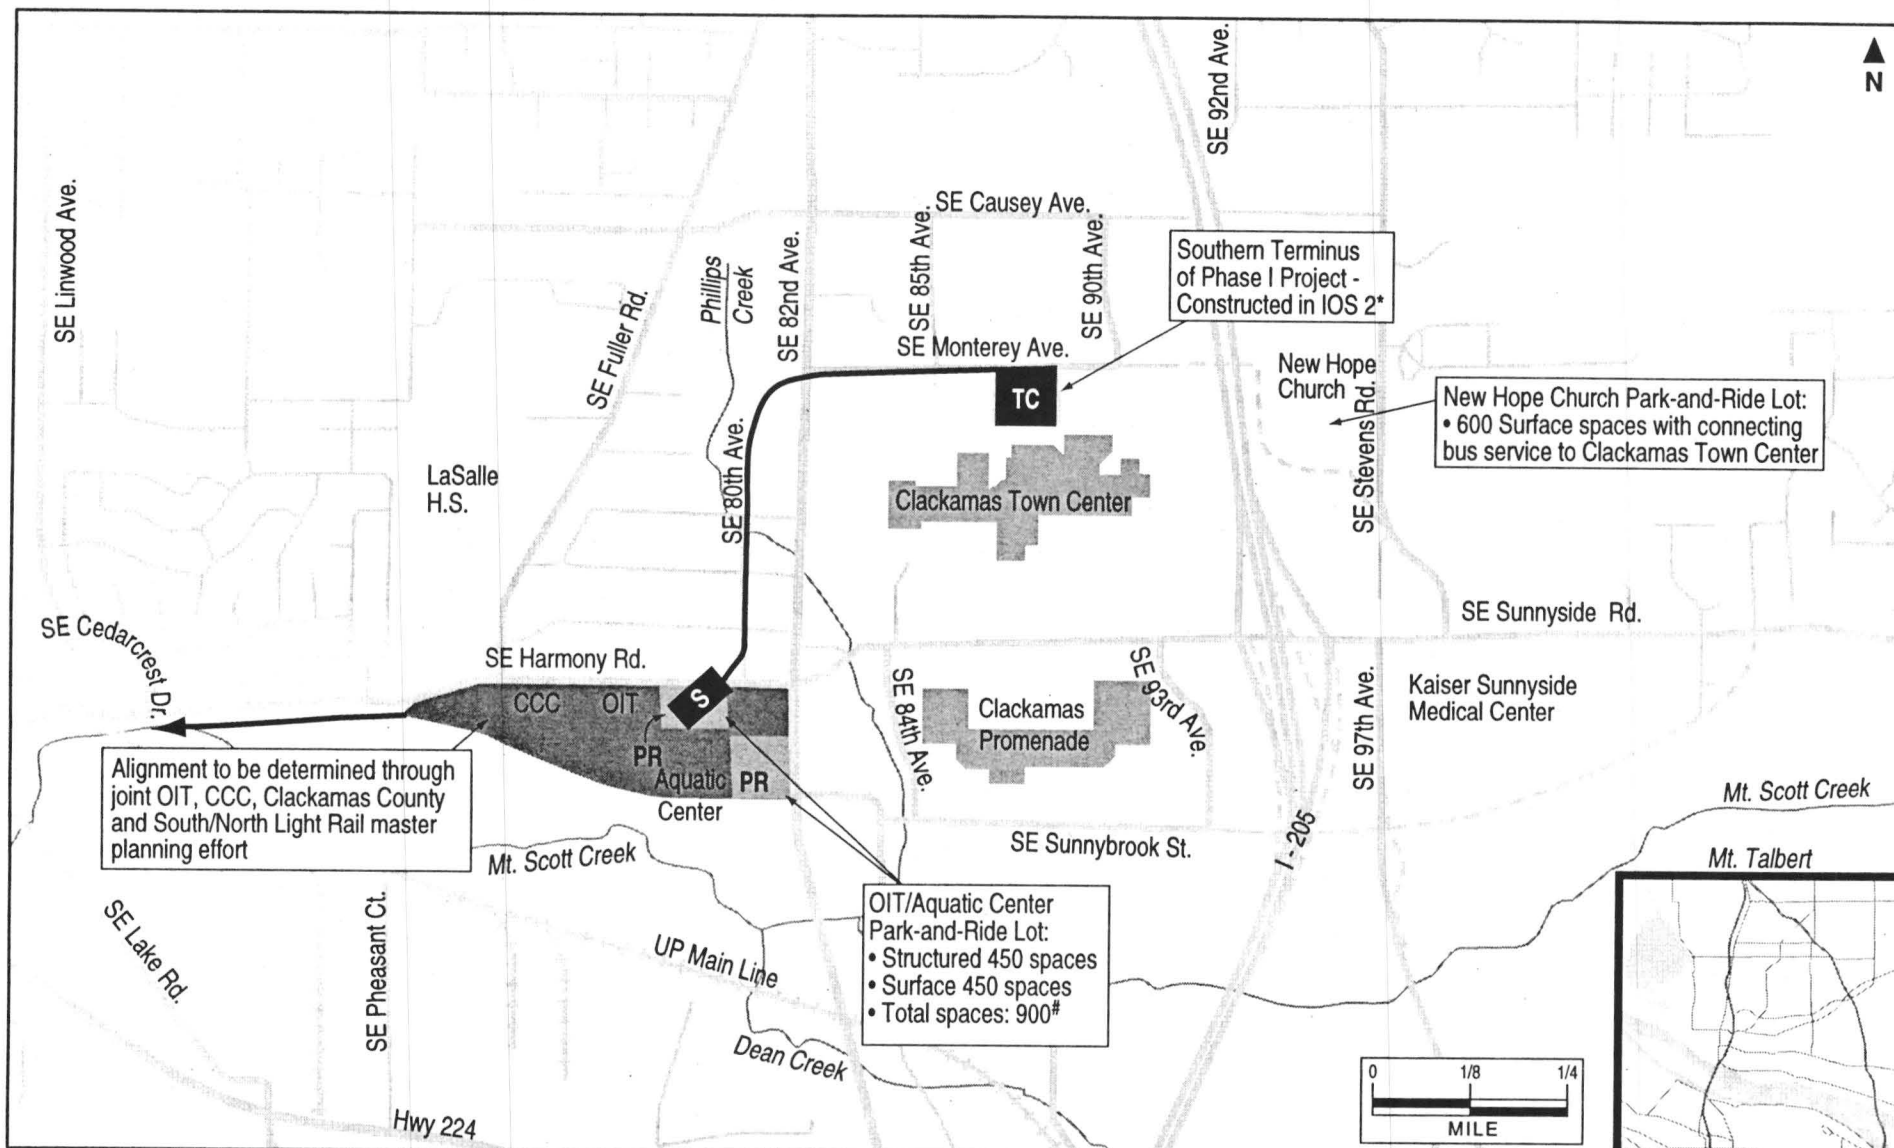 N
SE 92nd Ave.
SE Linwood Ave.
SE Causey Ave.
SE 85th Ave.
SE 90th Ave.
SE 82nd Ave.
Phillips
Creek
SE Fuller Rd.
Southern Terminus
of Phase I Project -
Constructed in IOS 2*
SE Monterey Ave.
TC
New Hope
Church
SE Stevens Rd.
New Hope Church Park-and-Ride Lot:
• 600 Surface spaces with connecting
bus service to Clackamas Town Center
SE 80th Ave.
LaSalle
H.S.
Clackamas Town Center
SE Sunnyside Rd.
SE Cedarcrest Dr.
SE Harmony Rd.
CCC
OIT
S
PR
Aquatic
Center
PR
SE 84th Ave.
Clackamas
Promenade
SE 93rd Ave.
SE 97th Ave.
Kaiser Sunnyside
Medical Center
Alignment to be determined through
joint OIT, CCC, Clackamas County
and South/North Light Rail master
planning effort
Mt. Scott Creek
SE Sunnybrook St.
I - 205
Mt. Scott Creek
Mt. Talbert
SE Lake Rd.
SE Pheasant Ct.
UP Main Line
OIT/Aquatic Center
Park-and-Ride Lot:
• Structured 450 spaces
• Surface 450 spaces
• Total spaces: 900#
Dean Creek
Hwy 224
0 1/8 1/4
MILE